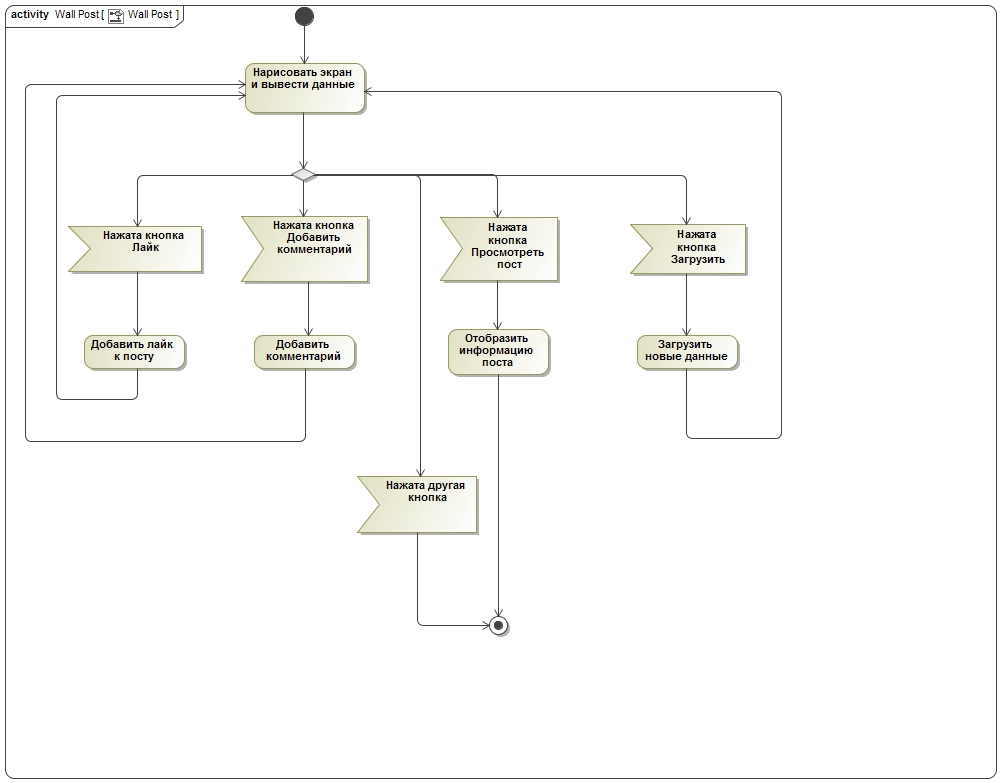 activity Wall Post [ Wall Post ]
Нарисовать экран
и вывести данные
Нажата кнопка
Лайк
Нажата кнопка
Добавить
комментарий
Нажата
кнопка
Просмотреть
пост
Нажата
кнопка
Загрузить
Добавить лайк
к посту
Добавить
комментарий
Отобразить
информацию
поста
Загрузить
новые данные
Нажата другая
кнопка